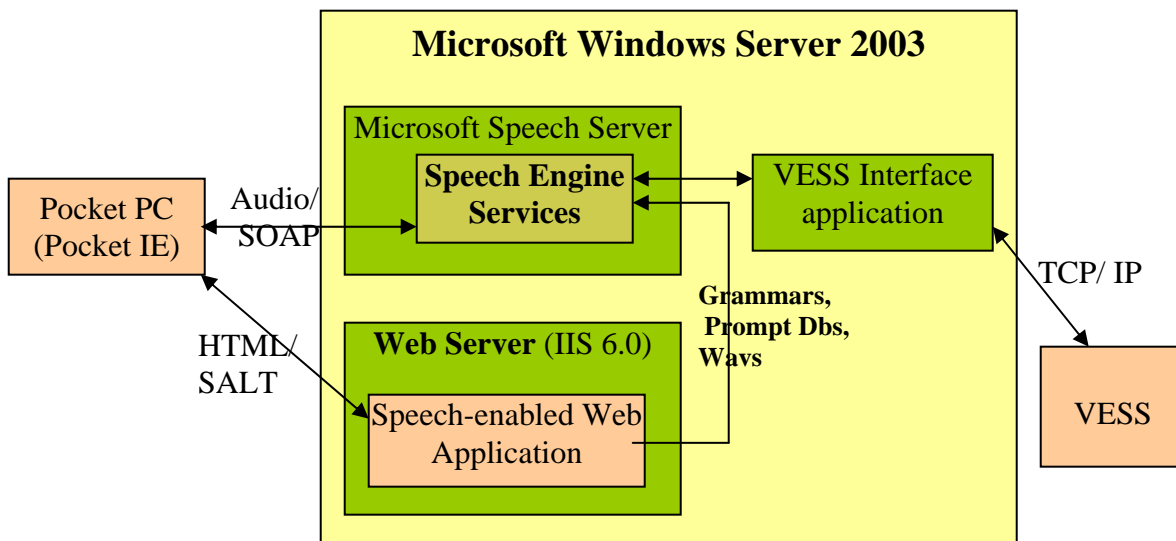 Microsoft Windows Server 2003
Microsoft Speech Server
Speech Engine
Services
VESS Interface
application
Pocket PC
(Pocket IE)
Audio/
SOAP
TCP/ IP
Grammars,
Prompt Dbs,
Wavs
HTML/
SALT
Web Server (IIS 6.0)
Speech-enabled Web
Application
VESS